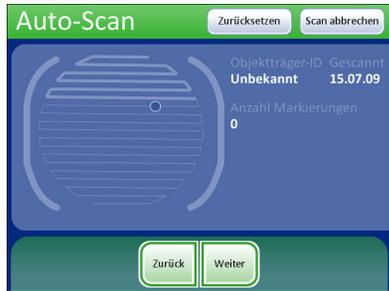 Auto-Scan
Zurücksetzen
Scan abbrechen
Objektträger-ID Gescannt
Unbekannt 15.07.09
Anzahl Markierungen
0
Zurück
Weiter